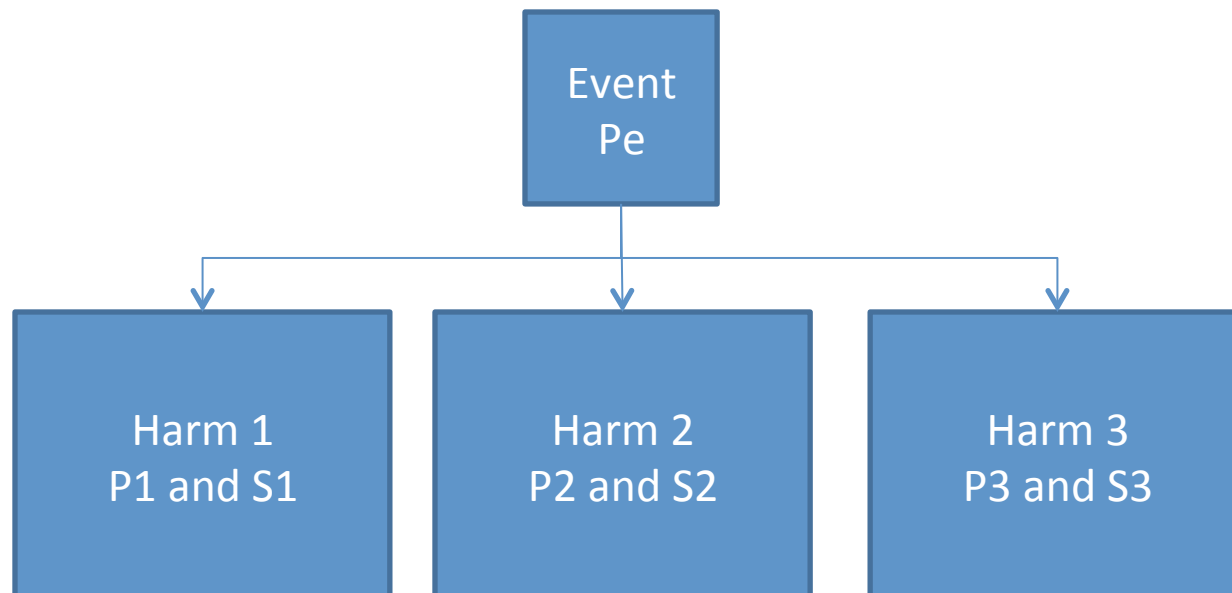 Event
Pe
Harm 1
P1 and S1
Harm 2
P2 and S2
Harm 3
P3 and S3